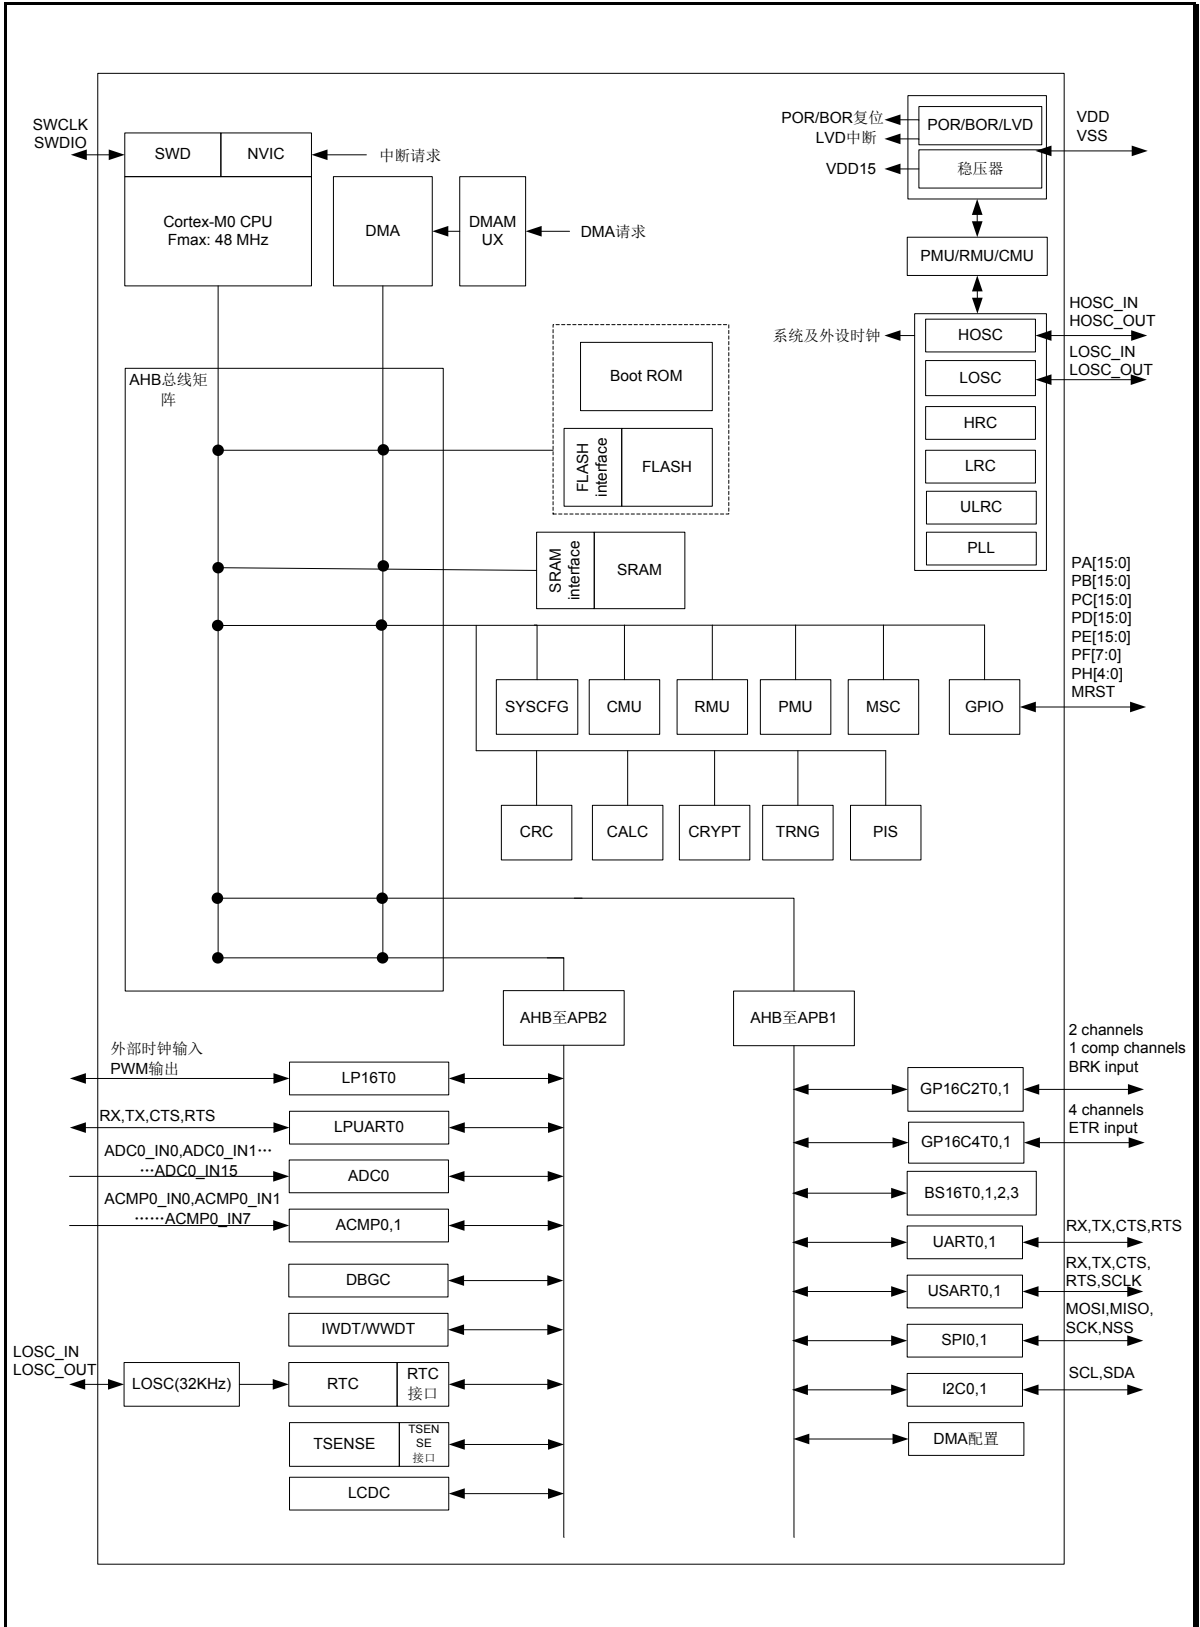 SWCLK
SWDIO
SWD
NVIC
中断请求
Cortex-M0 CPU
Fmax: 48 MHz
DMA
DMAM
UX
DMA请求
POR/BOR复位
LVD中断
VDD15
POR/BOR/LVD
稳压器
VDD
VSS
PMU/RMU/CMU
系统及外设时钟
HOSC
LOSC
HRC
LRC
ULRC
PLL
HOSC_IN
HOSC_OUT
LOSC_IN
LOSC_OUT
AHB总线矩
阵
Boot ROM
FLASH
interface
FLASH
SRAM
interface
SRAM
PA[15:0]
PB[15:0]
PC[15:0]
PD[15:0]
PE[15:0]
PF[7:0]
PH[4:0]
MRST
SYSCFG
CMU
RMU
PMU
MSC
GPIO
CRC
CALC
CRYPT
TRNG
PIS
AHB至APB2
AHB至APB1
外部时钟输入
PWM输出
LP16T0
RX,TX,CTS,RTS
LPUART0
ADC0_IN0,ADC0_IN1…
…ADC0_IN15
ADC0
ACMP0_IN0,ACMP0_IN1
……ACMP0_IN7
ACMP0,1
DBGC
IWDT/WWDT
LOSC_IN
LOSC_OUT
LOSC(32KHz)
RTC
RTC
接口
TSENSE
TSEN
SE
接口
LCDC
2 channels
1 comp channels
BRK input
GP16C2T0,1
4 channels
ETR input
GP16C4T0,1
BS16T0,1,2,3
UART0,1
RX,TX,CTS,RTS
USART0,1
RX,TX,CTS,
RTS,SCLK
SPI0,1
MOSI,MISO,
SCK,NSS
I2C0,1
SCL,SDA
DMA配置